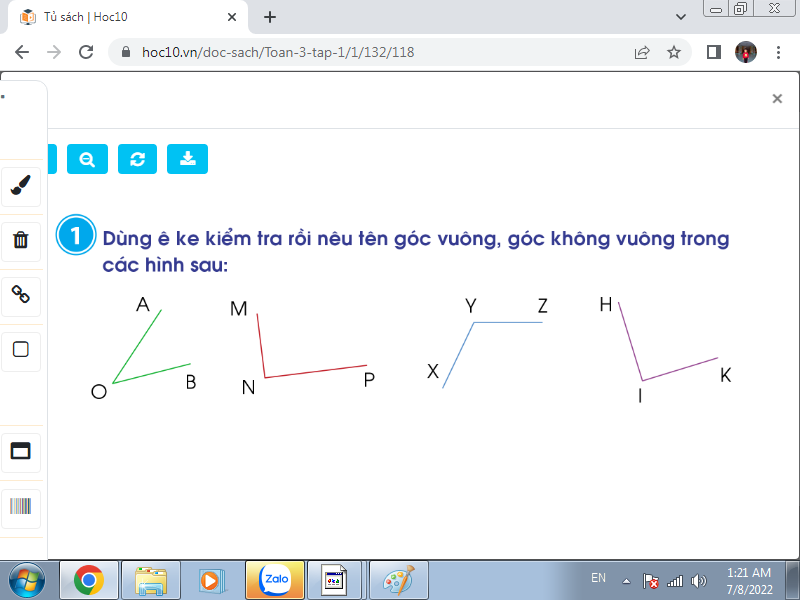 Tủ sách | Hoc10
hoc10.vn/doc-sach/Toan-3-tap-1/1/132/118
1 Dùng ê ke kiểm tra rồi nêu tên góc vuông, góc không vuông trong
các hình sau:
A M Y Z H
O B N P X I K
Zalo
EN 1:21 AM
7/8/2022